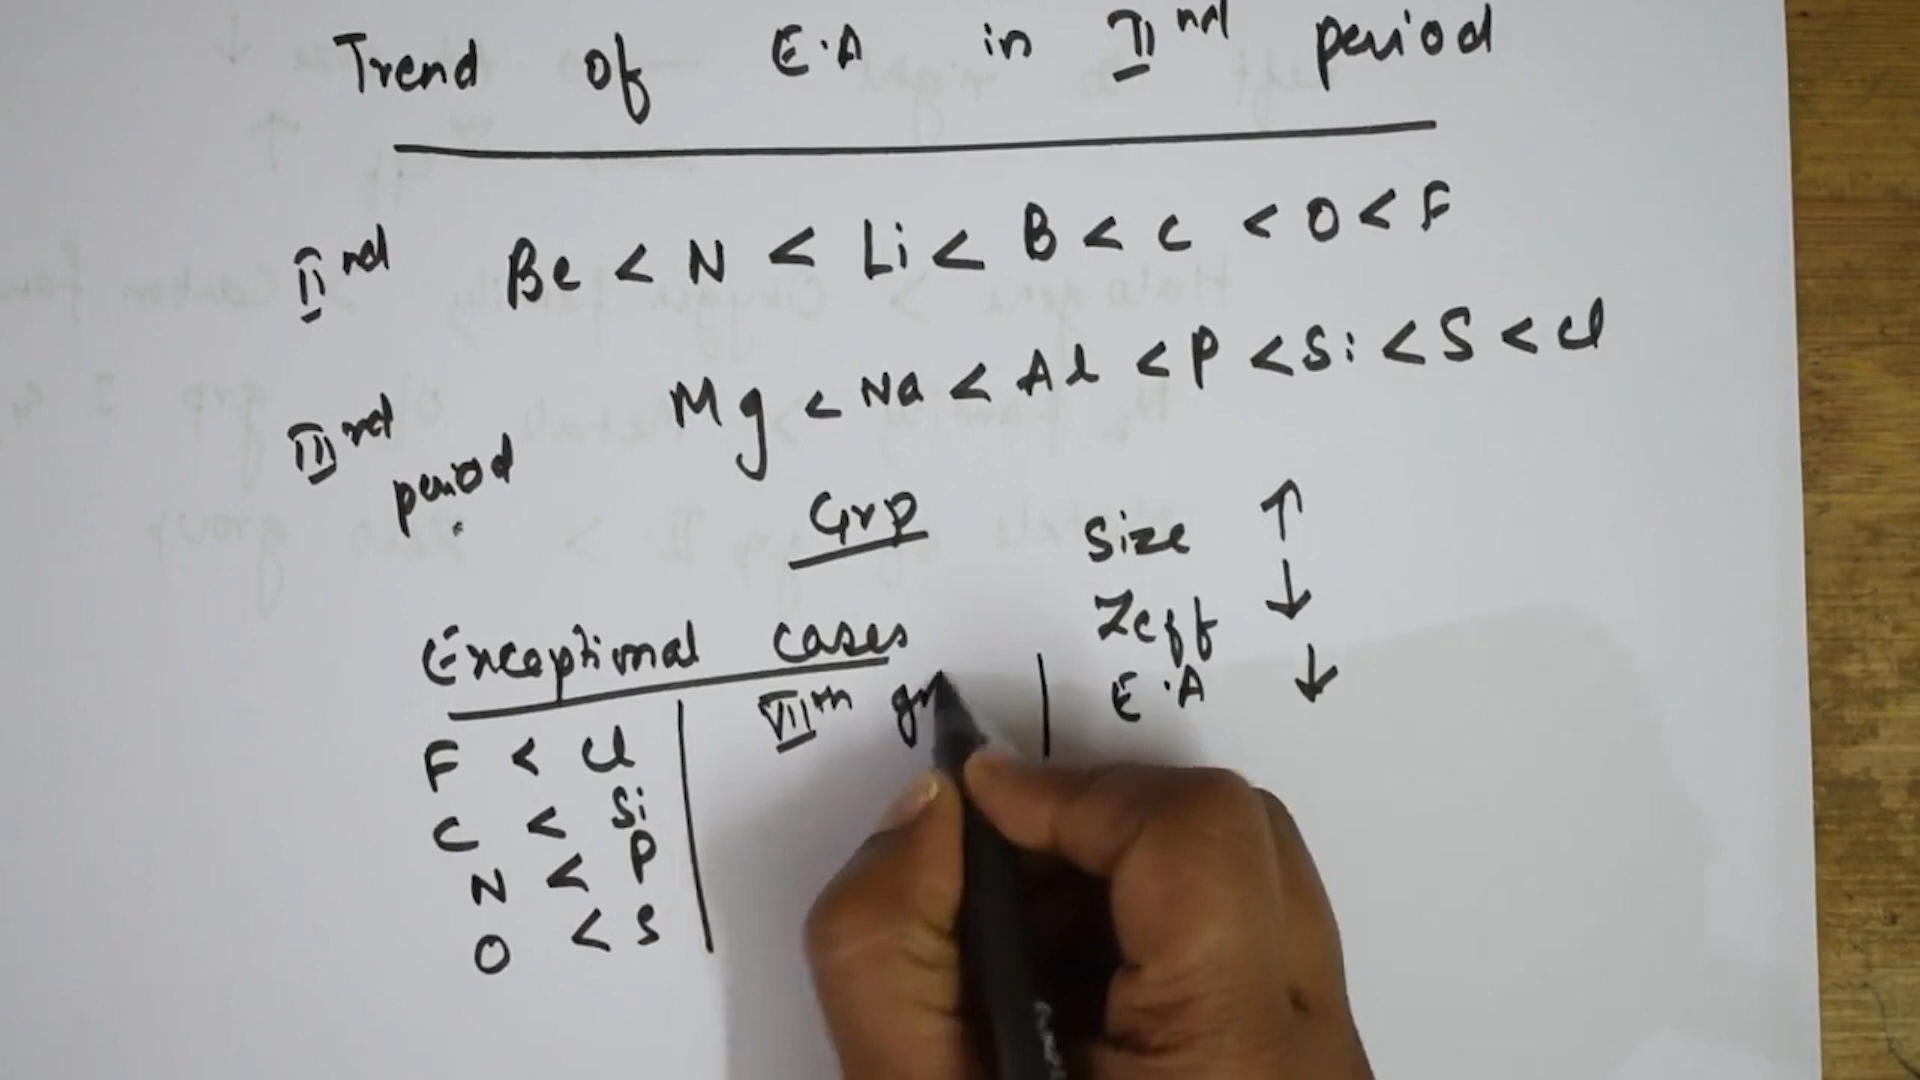 Trend of E.A in IInd period
IInd Be < N < Li < B < C < O < F
IIIrd period Mg < Na < Al < P < Si < S < Cl
Grp
Size ↑
Zeff ↓
E.A ↓
Exceptional cases
F < Cl
C < Si
N < P
O < S
VIIth